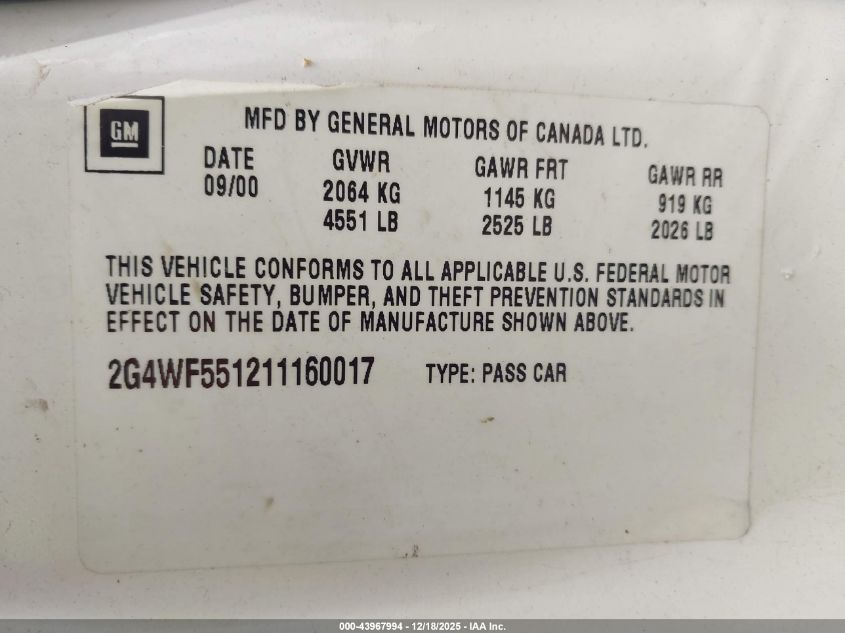 GM
MFD BY GENERAL MOTORS OF CANADA LTD.
DATE GVWR GAWR FRT GAWR RR
09/00 2064 KG 1145 KG 919 KG
4551 LB 2525 LB 2026 LB
THIS VEHICLE CONFORMS TO ALL APPLICABLE U.S. FEDERAL MOTOR
VEHICLE SAFETY, BUMPER, AND THEFT PREVENTION STANDARDS IN
EFFECT ON THE DATE OF MANUFACTURE SHOWN ABOVE.
2G4WF551211160017 TYPE: PASS CAR
000-43967994 - 12/18/2025 - IAA Inc.